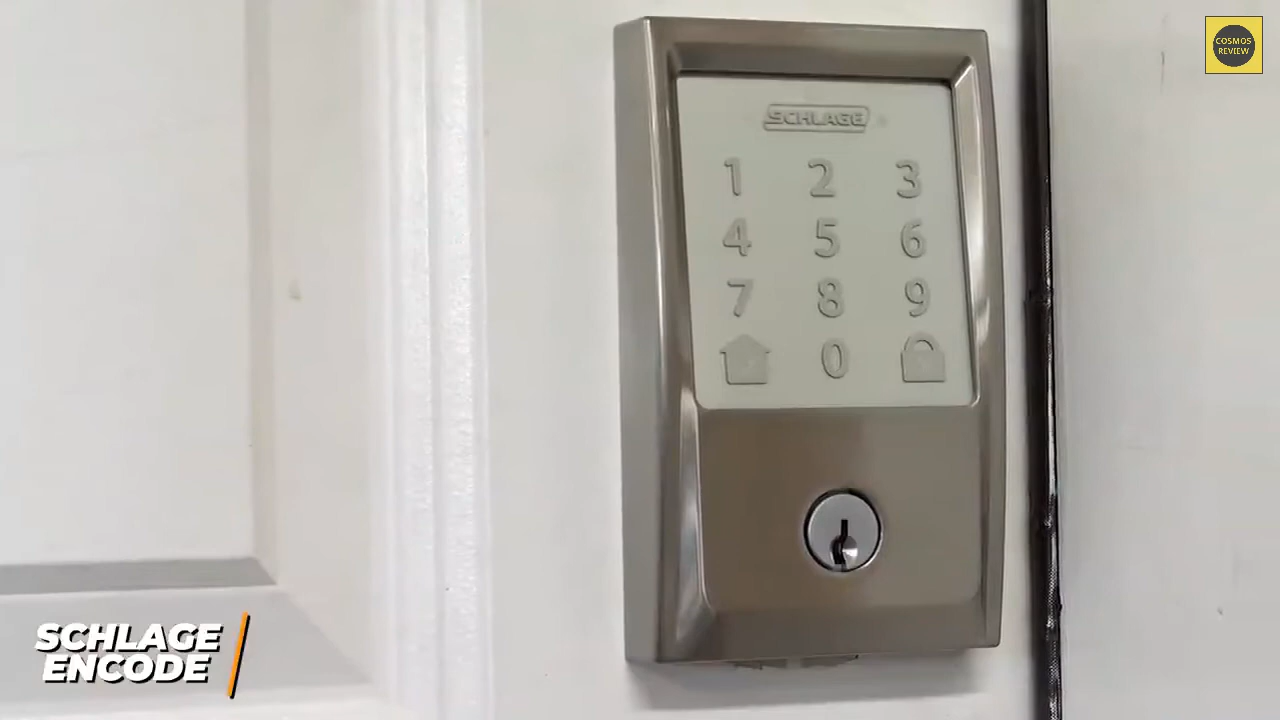 COSMOS
REVIEW
SCHLAGE
1 2 3
4 5 6
7 8 9
0
SCHLAGE
ENCODE